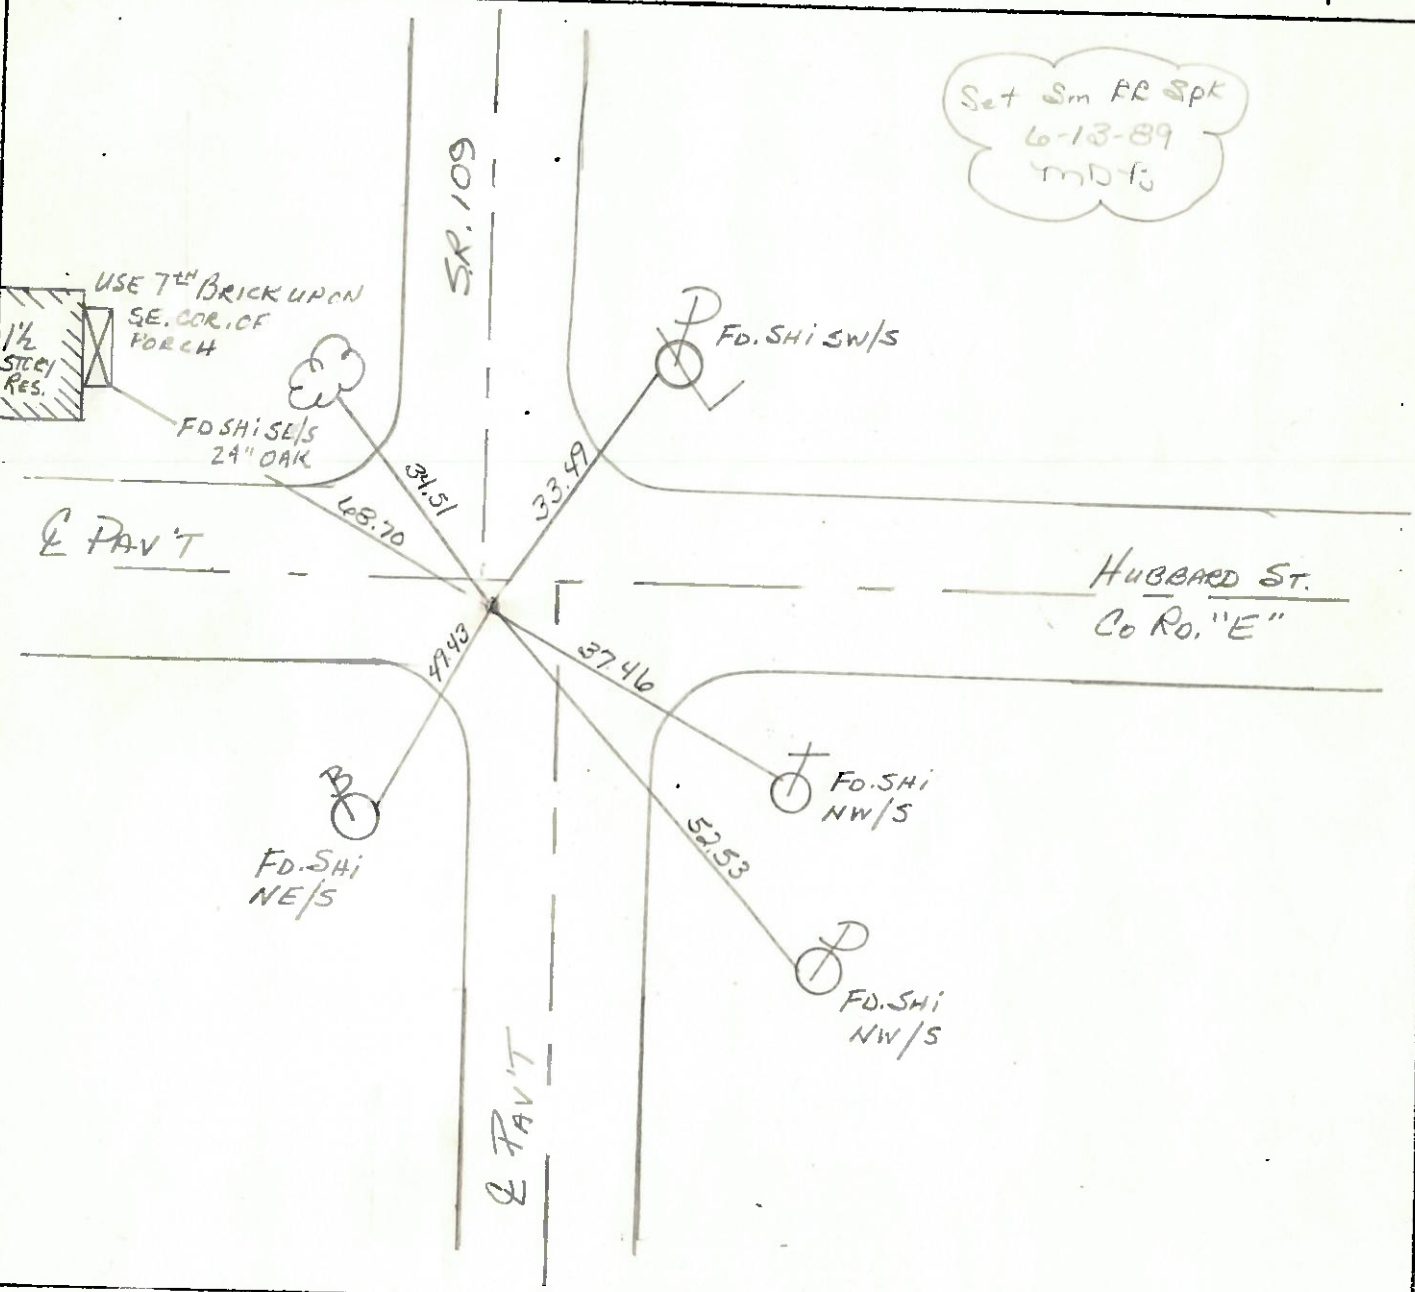 Set Sm RR Spk
6-13-89
S.R. 109
USE 7TH BRICK UP ON
SE. COR. OF
PORCH
1½
STORY
RES.
FD. SHI SW/S
FD SHI SE/S
24" OAK
34.51
33.49
68.70
℄ PAV'T
HUBBARD ST.
CO RD. "E"
49.43
37.46
B
FD. SHI
NE/S
T
FD. SHI
NW/S
52.53
P
P
FD. SHI
NW/S
℄ PAV'T